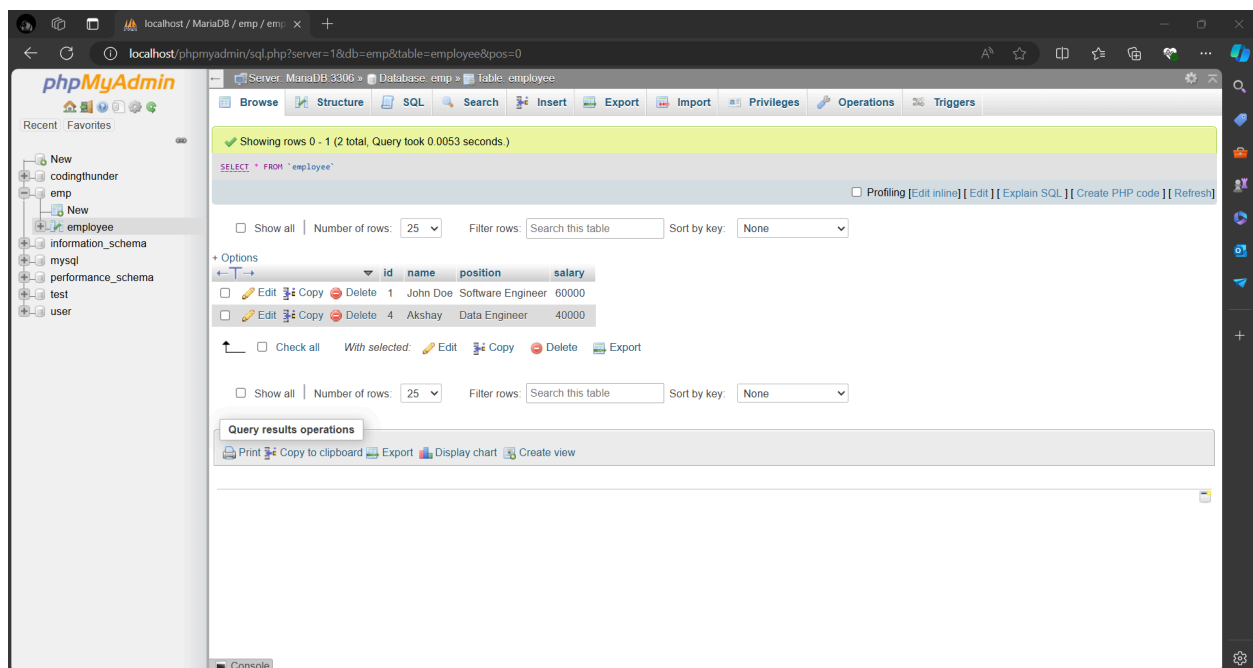 localhost / MariaDB / emp / emp
localhost/phpmyadmin/sql.php?server=1&db=emp&table=employee&pos=0
phpMyAdmin
Recent Favorites
New
codingthunder
emp
New
employee
information_schema
mysql
performance_schema
test
user
Server: MariaDB:3306 » Database: emp » Table: employee
Browse Structure SQL Search Insert Export Import Privileges Operations Triggers
Showing rows 0 - 1 (2 total, Query took 0.0053 seconds.)
SELECT * FROM `employee`
Profiling [Edit inline] [ Edit ] [ Explain SQL ] [ Create PHP code ] [ Refresh]
Show all Number of rows: 25 Filter rows: Search this table Sort by key: None
+ Options
←T→ id name position salary
Edit Copy Delete 1 John Doe Software Engineer 60000
Edit Copy Delete 4 Akshay Data Engineer 40000
Check all With selected: Edit Copy Delete Export
Show all Number of rows: 25 Filter rows: Search this table Sort by key: None
Query results operations
Print Copy to clipboard Export Display chart Create view
Console